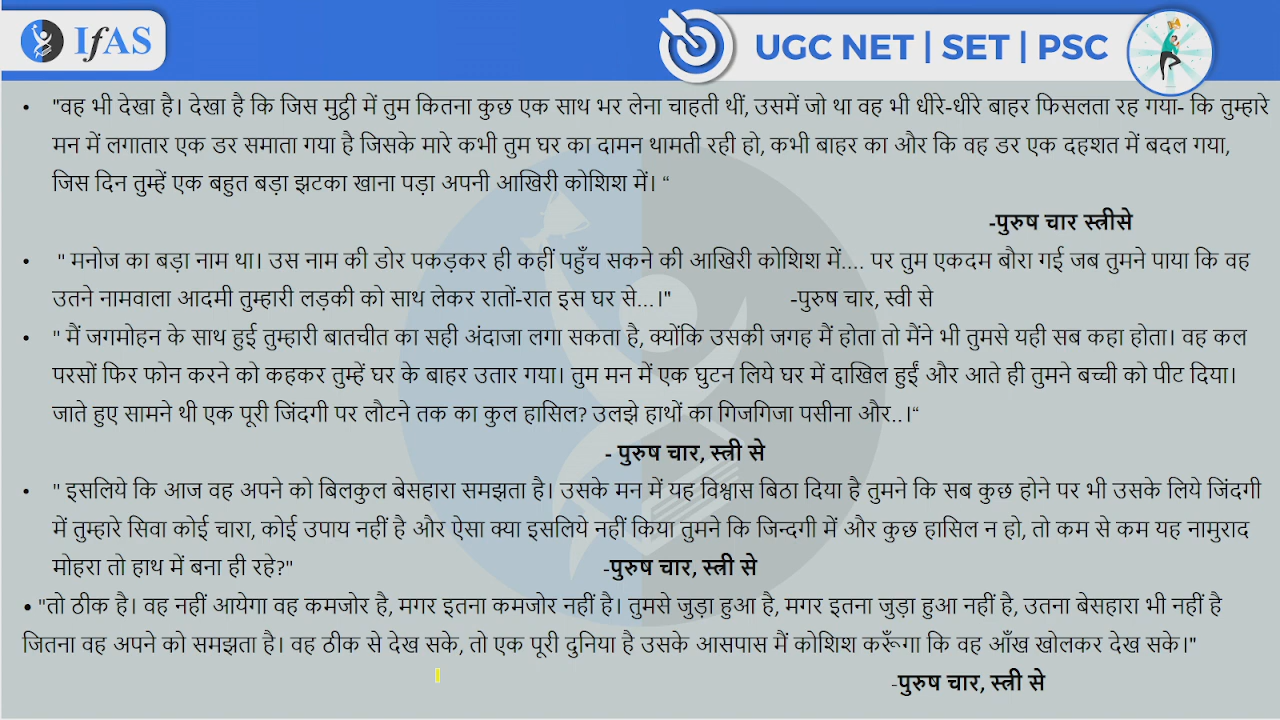 IfAS
UGC NET | SET | PSC
• "वह भी देखा है। देखा है कि जिस मुट्ठी में तुम कितना कुछ एक साथ भर लेना चाहती थीं, उसमें जो था वह भी धीरे-धीरे बाहर फिसलता रह गया- कि तुम्हारे
मन में लगातार एक डर समाता गया है जिसके मारे कभी तुम घर का दामन थामती रही हो, कभी बाहर का और कि वह डर एक दहशत में बदल गया,
जिस दिन तुम्हें एक बहुत बड़ा झटका खाना पड़ा अपनी आखिरी कोशिश में। “
-पुरुष चार स्त्रीसे
• " मनोज का बड़ा नाम था। उस नाम की डोर पकड़कर ही कहीं पहुँच सकने की आखिरी कोशिश में.... पर तुम एकदम बौरा गई जब तुमने पाया कि वह
उतने नामवाला आदमी तुम्हारी लड़की को साथ लेकर रातों-रात इस घर से...।" -पुरुष चार, स्वी से
• " मैं जगमोहन के साथ हुई तुम्हारी बातचीत का सही अंदाजा लगा सकता है, क्योंकि उसकी जगह मैं होता तो मैंने भी तुमसे यही सब कहा होता। वह कल
परसों फिर फोन करने को कहकर तुम्हें घर के बाहर उतार गया। तुम मन में एक घुटन लिये घर में दाखिल हुईं और आते ही तुमने बच्ची को पीट दिया।
जाते हुए सामने थी एक पूरी जिंदगी पर लौटने तक का कुल हासिल? उलझे हाथों का गिजगिजा पसीना और..।“
- पुरुष चार, स्त्री से
• " इसलिये कि आज वह अपने को बिलकुल बेसहारा समझता है। उसके मन में यह विश्वास बिठा दिया है तुमने कि सब कुछ होने पर भी उसके लिये जिंदगी
में तुम्हारे सिवा कोई चारा, कोई उपाय नहीं है और ऐसा क्या इसलिये नहीं किया तुमने कि जिन्दगी में और कुछ हासिल न हो, तो कम से कम यह नामुराद
मोहरा तो हाथ में बना ही रहे?" -पुरुष चार, स्त्री से
• "तो ठीक है। वह नहीं आयेगा वह कमजोर है, मगर इतना कमजोर नहीं है। तुमसे जुड़ा हुआ है, मगर इतना जुड़ा हुआ नहीं है, उतना बेसहारा भी नहीं है
जितना वह अपने को समझता है। वह ठीक से देख सके, तो एक पूरी दुनिया है उसके आसपास मैं कोशिश करूँगा कि वह आँख खोलकर देख सके।"
-पुरुष चार, स्त्री से